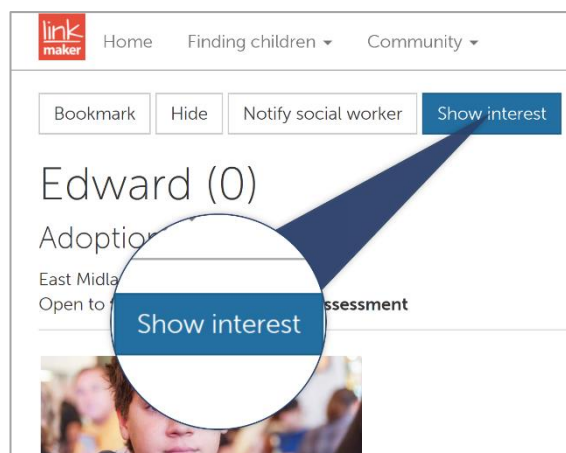 link
maker
Home Finding children Community
Bookmark Hide Notify social worker Show interest
Edward (0)
Adoption
East Midla
Open to ssessment
Show interest